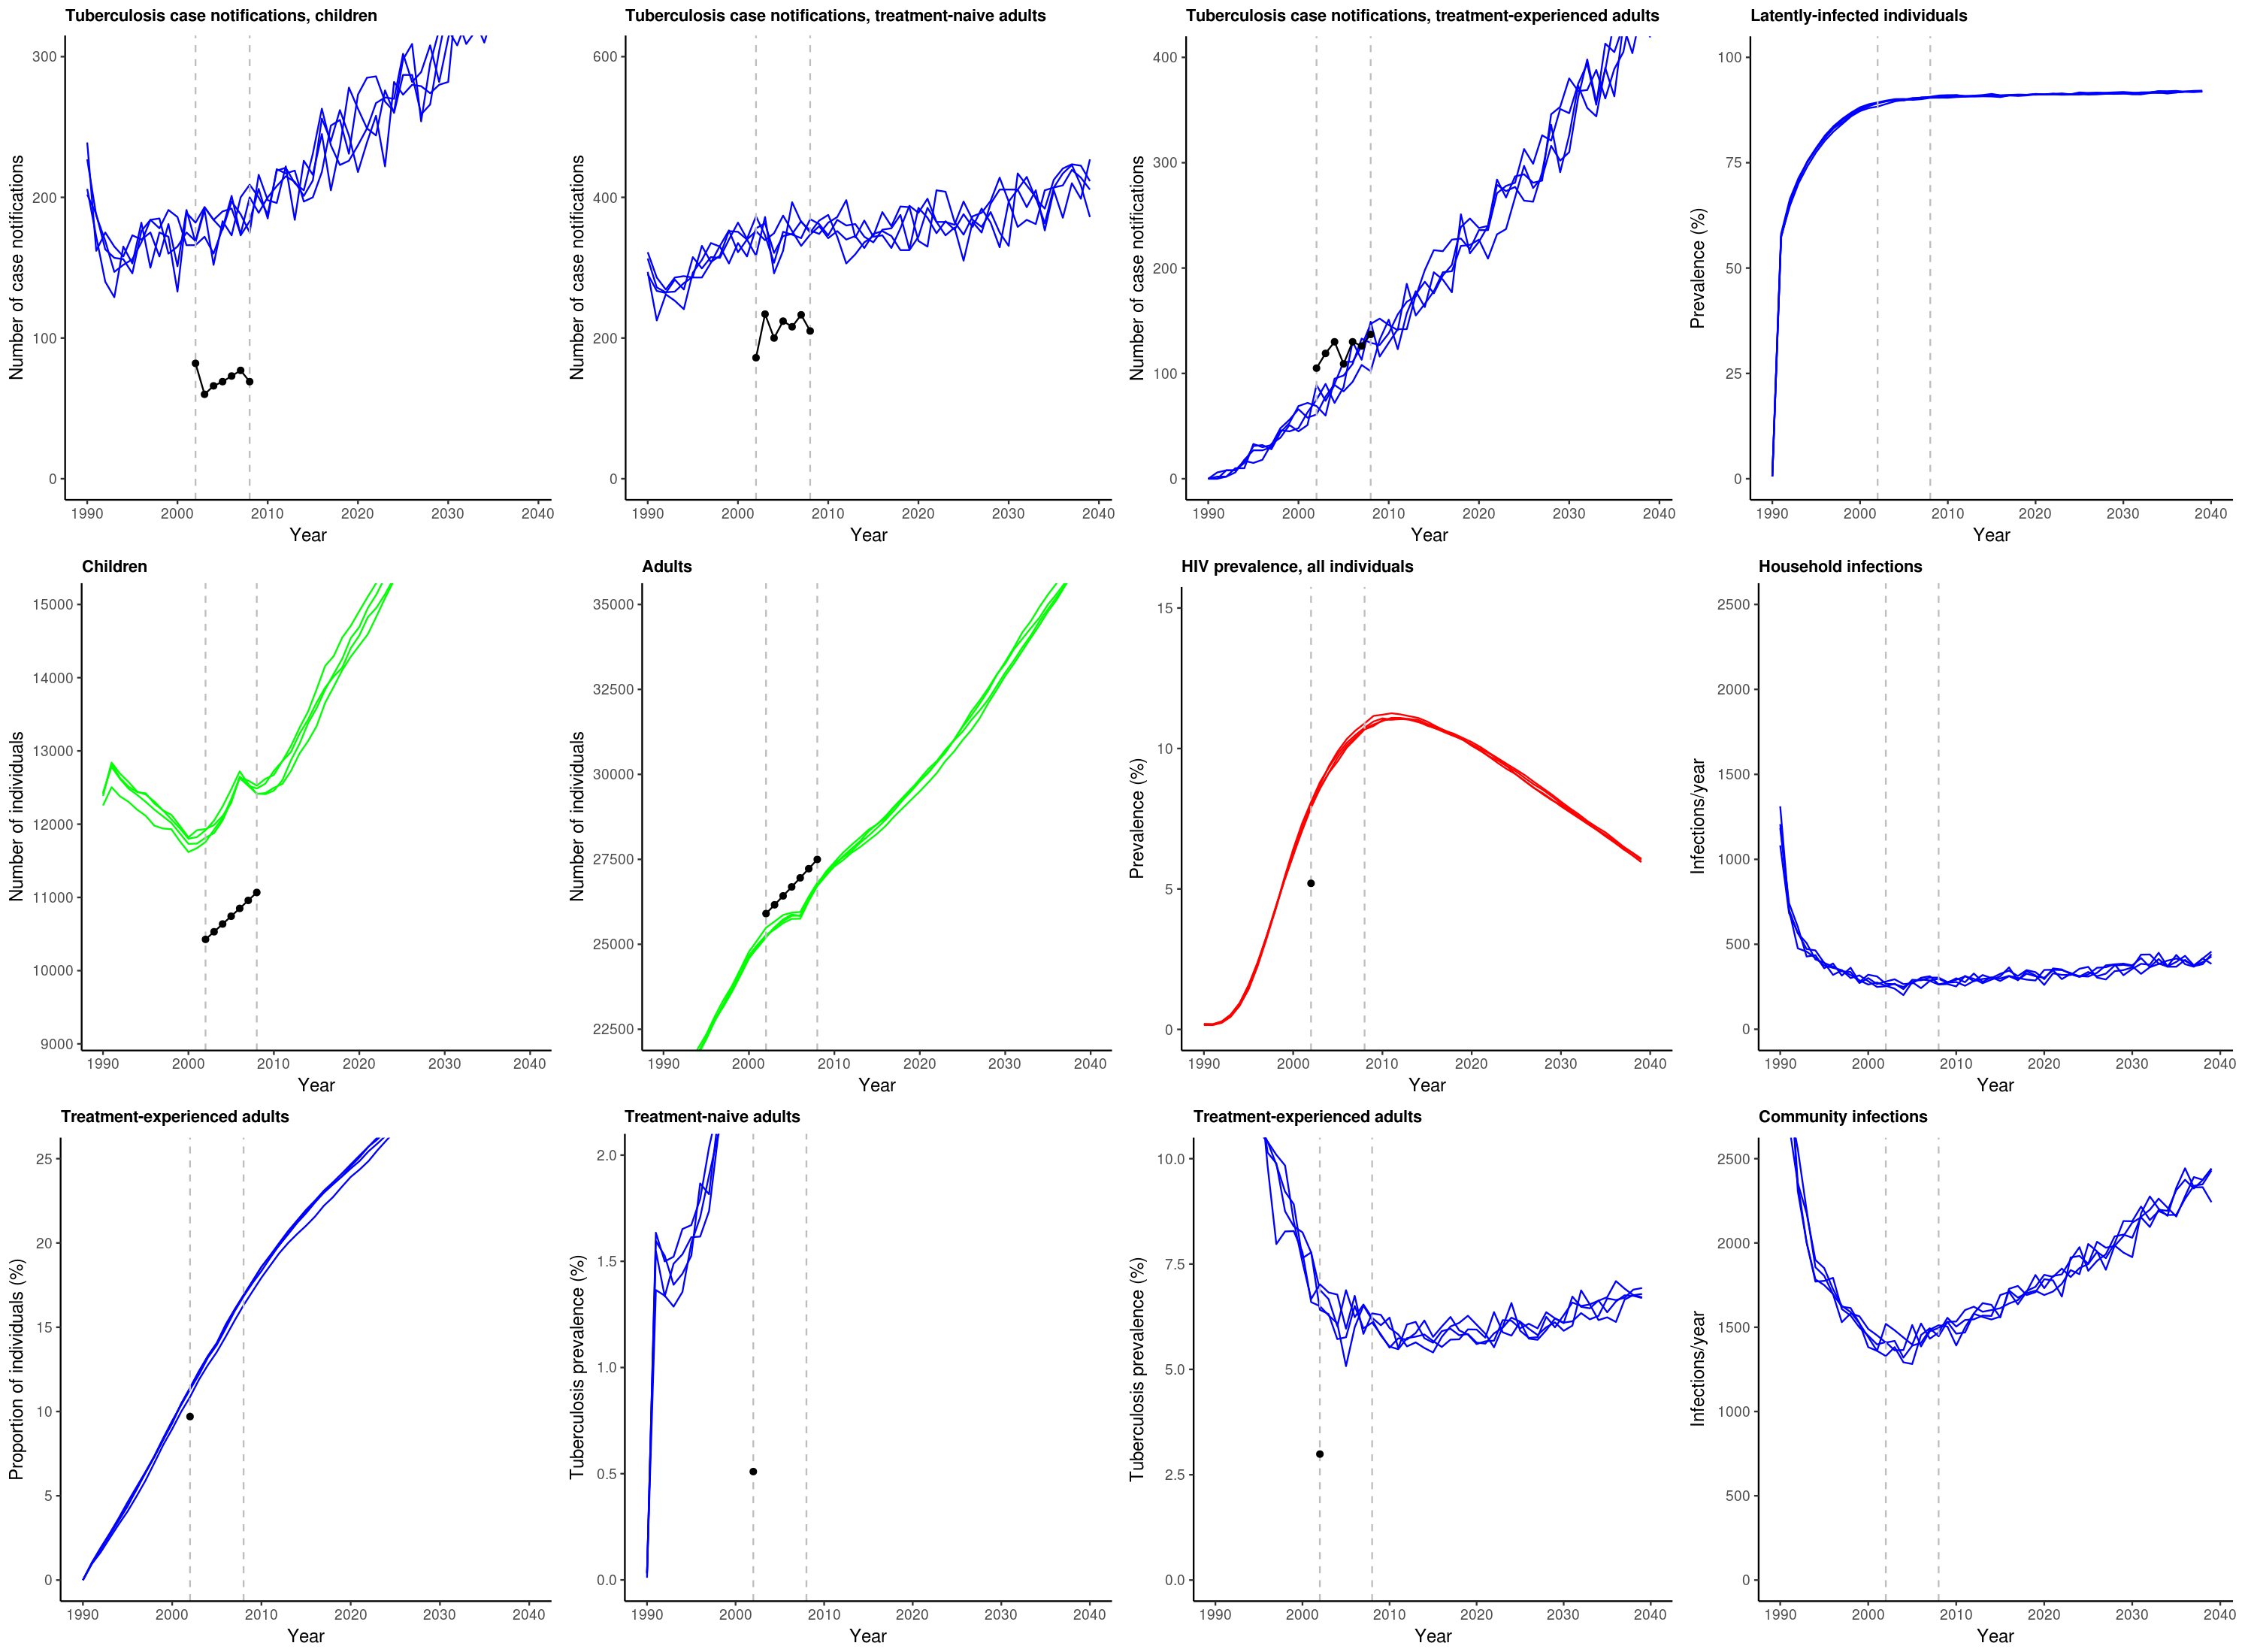 Tuberculosis case notifications, children
Number of case notifications
300
200
100
0
1990 2000 2010 2020 2030 2040
Year
Tuberculosis case notifications, treatment-naive adults
Number of case notifications
600
400
200
0
1990 2000 2010 2020 2030 2040
Year
Tuberculosis case notifications, treatment-experienced adults
Number of case notifications
400
300
200
100
0
1990 2000 2010 2020 2030 2040
Year
Latently-infected individuals
Prevalence (%)
100
75
50
25
0
1990 2000 2010 2020 2030 2040
Year
Children
Number of individuals
15000
14000
13000
12000
11000
10000
9000
1990 2000 2010 2020 2030 2040
Year
Adults
Number of individuals
35000
32500
30000
27500
25000
22500
1990 2000 2010 2020 2030 2040
Year
HIV prevalence, all individuals
Prevalence (%)
15
10
5
0
1990 2000 2010 2020 2030 2040
Year
Household infections
Infections/year
2500
2000
1500
1000
500
0
1990 2000 2010 2020 2030 2040
Year
Treatment-experienced adults
Proportion of individuals (%)
25
20
15
10
5
0
1990 2000 2010 2020 2030 2040
Year
Treatment-naive adults
Tuberculosis prevalence (%)
2.0
1.5
1.0
0.5
0.0
1990 2000 2010 2020 2030 2040
Year
Treatment-experienced adults
Tuberculosis prevalence (%)
10.0
7.5
5.0
2.5
0.0
1990 2000 2010 2020 2030 2040
Year
Community infections
Infections/year
2500
2000
1500
1000
500
0
1990 2000 2010 2020 2030 2040
Year